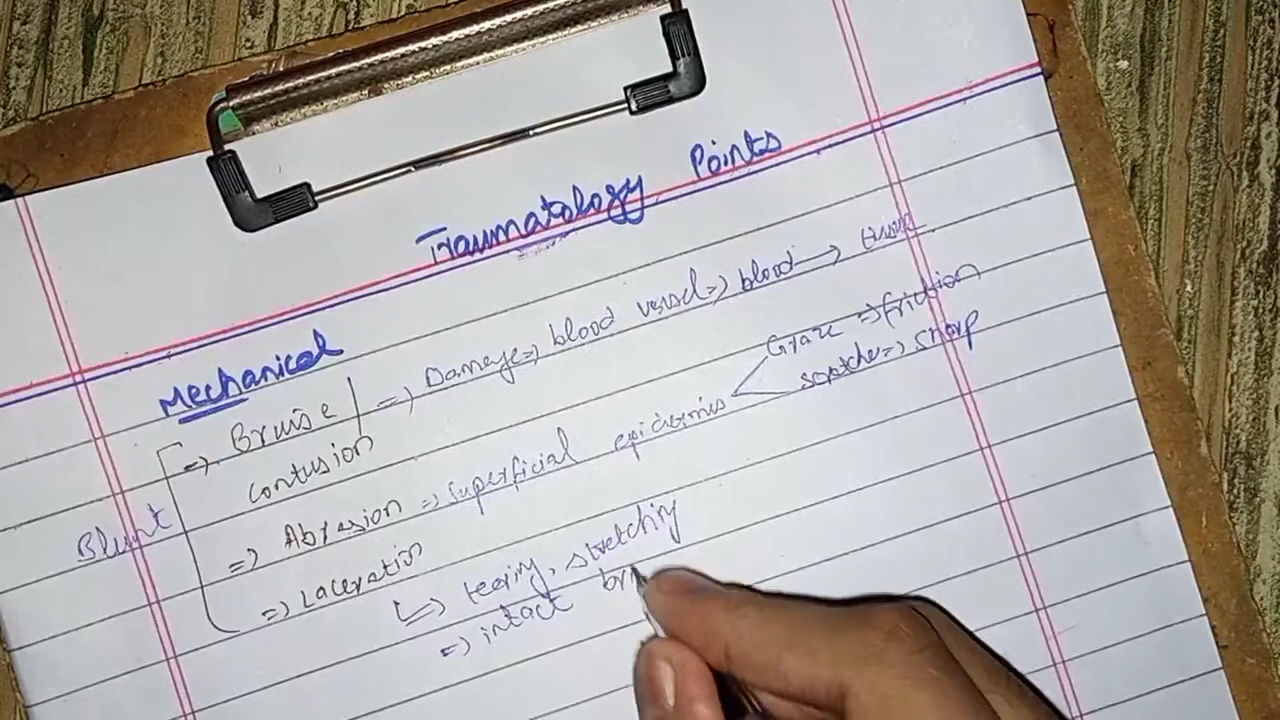 Traumatology Points
Mechanical
Blunt
=> Bruise / => Damage => blood vessel => blood → tissue
contusion
=> Abrasion => superficial epidermis
Graze => friction
scratches => sharp
=> Laceration
↳ => tearing, stretching
=> intact bri